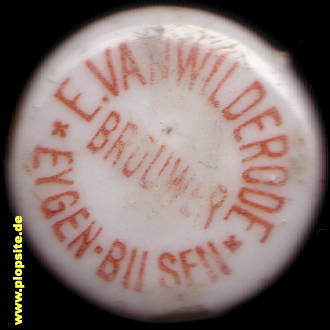 E. VANWILDERODE
BROUWER
* EYGEN-BILSEN *
www.plopsite.de